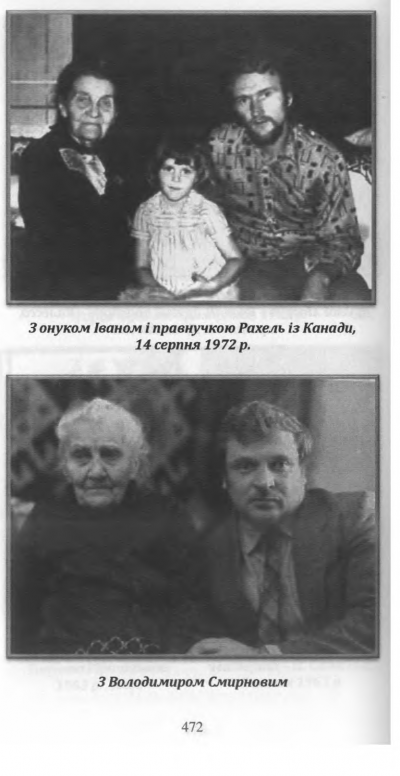 З онуком Іваном і правнучкою Рахель із Канади,
14 серпня 1972 р.
З Володимиром Смирновим
472